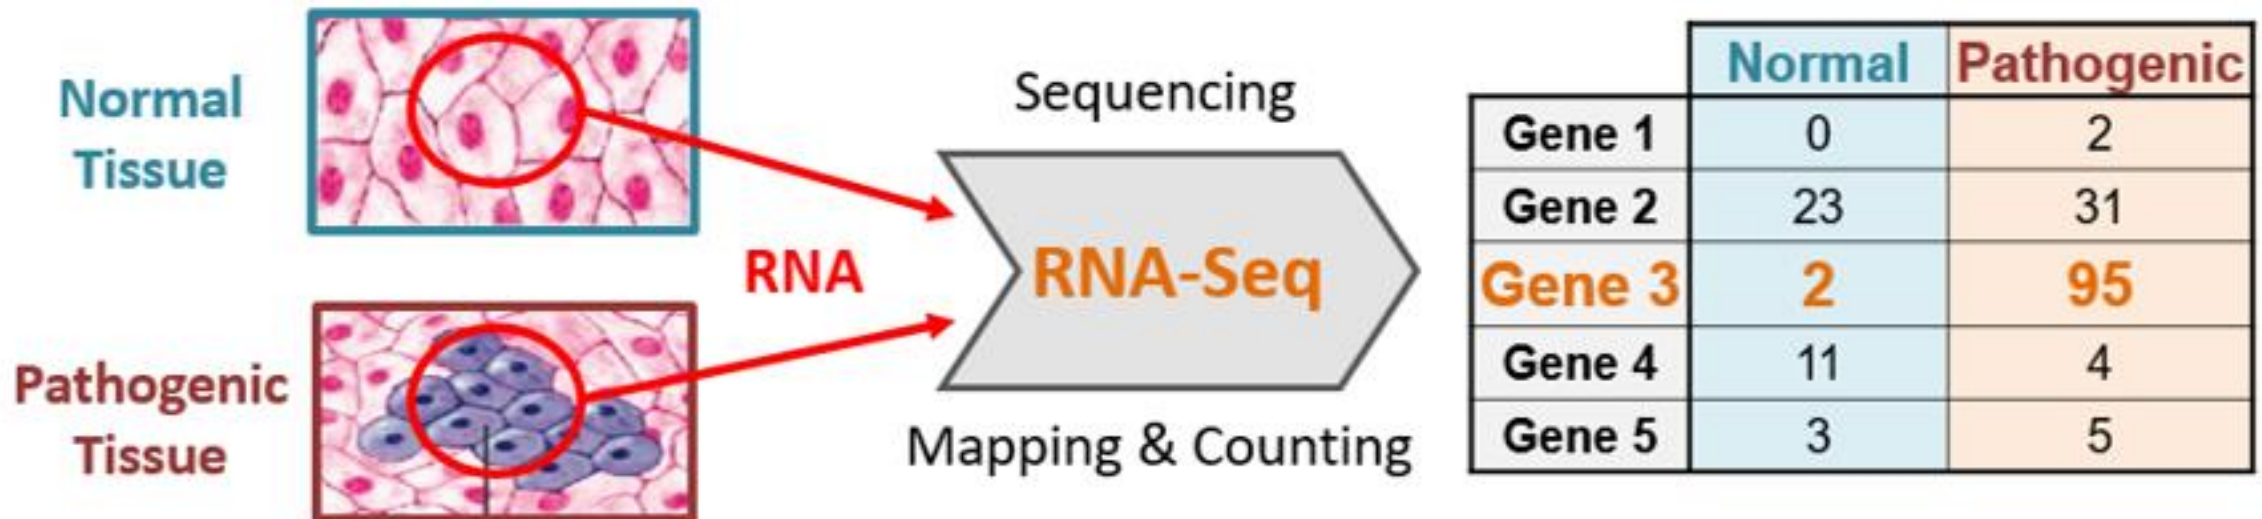 Normal
Tissue
Pathogenic
Tissue
RNA
Sequencing
RNA-Seq
Mapping & Counting
Normal Pathogenic
Gene 1 0 2
Gene 2 23 31
Gene 3 2 95
Gene 4 11 4
Gene 5 3 5